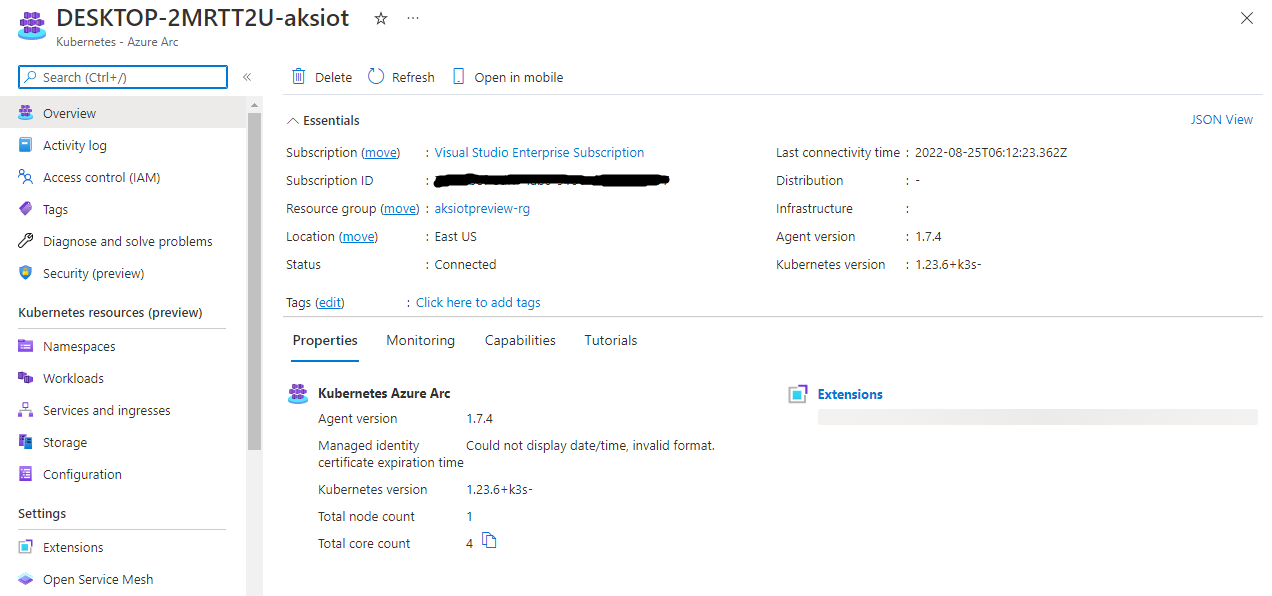 DESKTOP-2MRTT2U-aksiot
Kubernetes - Azure Arc
Search (Ctrl+/)
Overview
Activity log
Access control (IAM)
Tags
Diagnose and solve problems
Security (preview)
Kubernetes resources (preview)
Namespaces
Workloads
Services and ingresses
Storage
Configuration
Settings
Extensions
Open Service Mesh
Delete Refresh Open in mobile
Essentials
JSON View
Subscription (move) : Visual Studio Enterprise Subscription
Subscription ID :
Resource group (move) : aksiotpreview-rg
Location (move) : East US
Status : Connected
Last connectivity time : 2022-08-25T06:12:23.362Z
Distribution : -
Infrastructure :
Agent version : 1.7.4
Kubernetes version : 1.23.6+k3s-
Tags (edit) : Click here to add tags
Properties Monitoring Capabilities Tutorials
Kubernetes Azure Arc
Agent version 1.7.4
Managed identity Could not display date/time, invalid format.
certificate expiration time
Kubernetes version 1.23.6+k3s-
Total node count 1
Total core count 4
Extensions